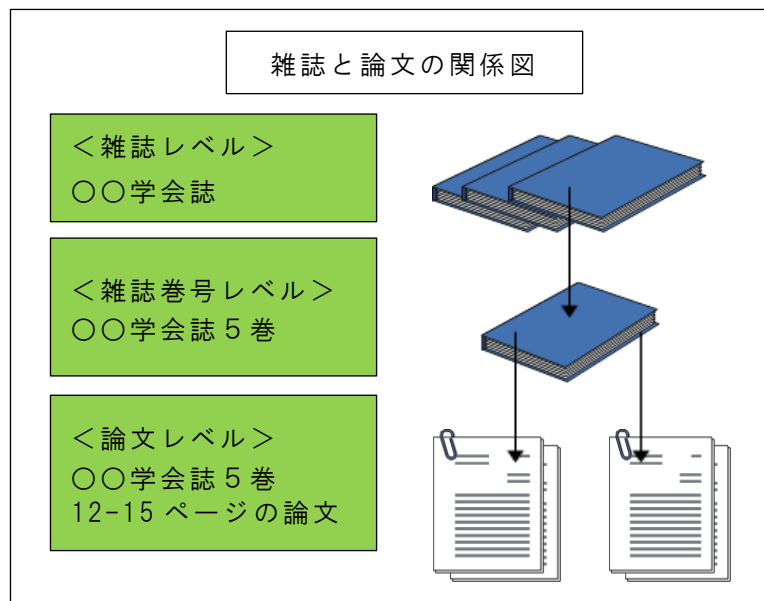 雑誌と論文の関係図
＜雑誌レベル＞
〇〇学会誌
＜雑誌巻号レベル＞
〇〇学会誌５巻
＜論文レベル＞
〇〇学会誌５巻
12-15ページの論文